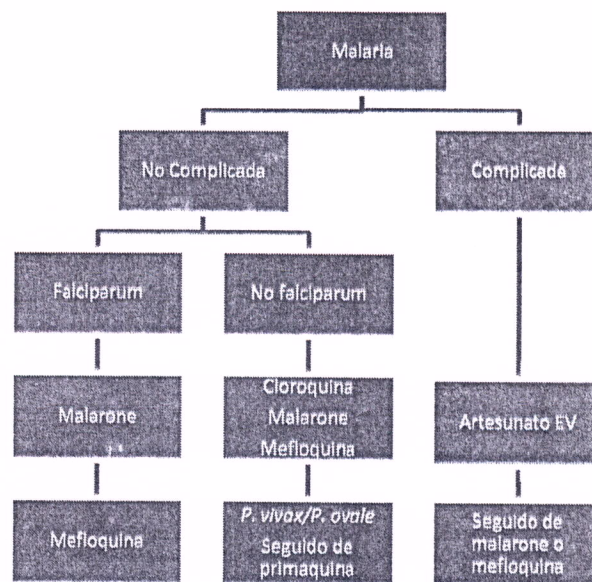 Malaria
No Complicada
Complicada
Falciparum
No falciparum
Malarone
Cloroquina
Malarone
Mefloquina
Artesunato EV
Mefloquina
P. vivax/P. ovale
Seguido de
primaquina
Seguido de
malarone o
mefloquina